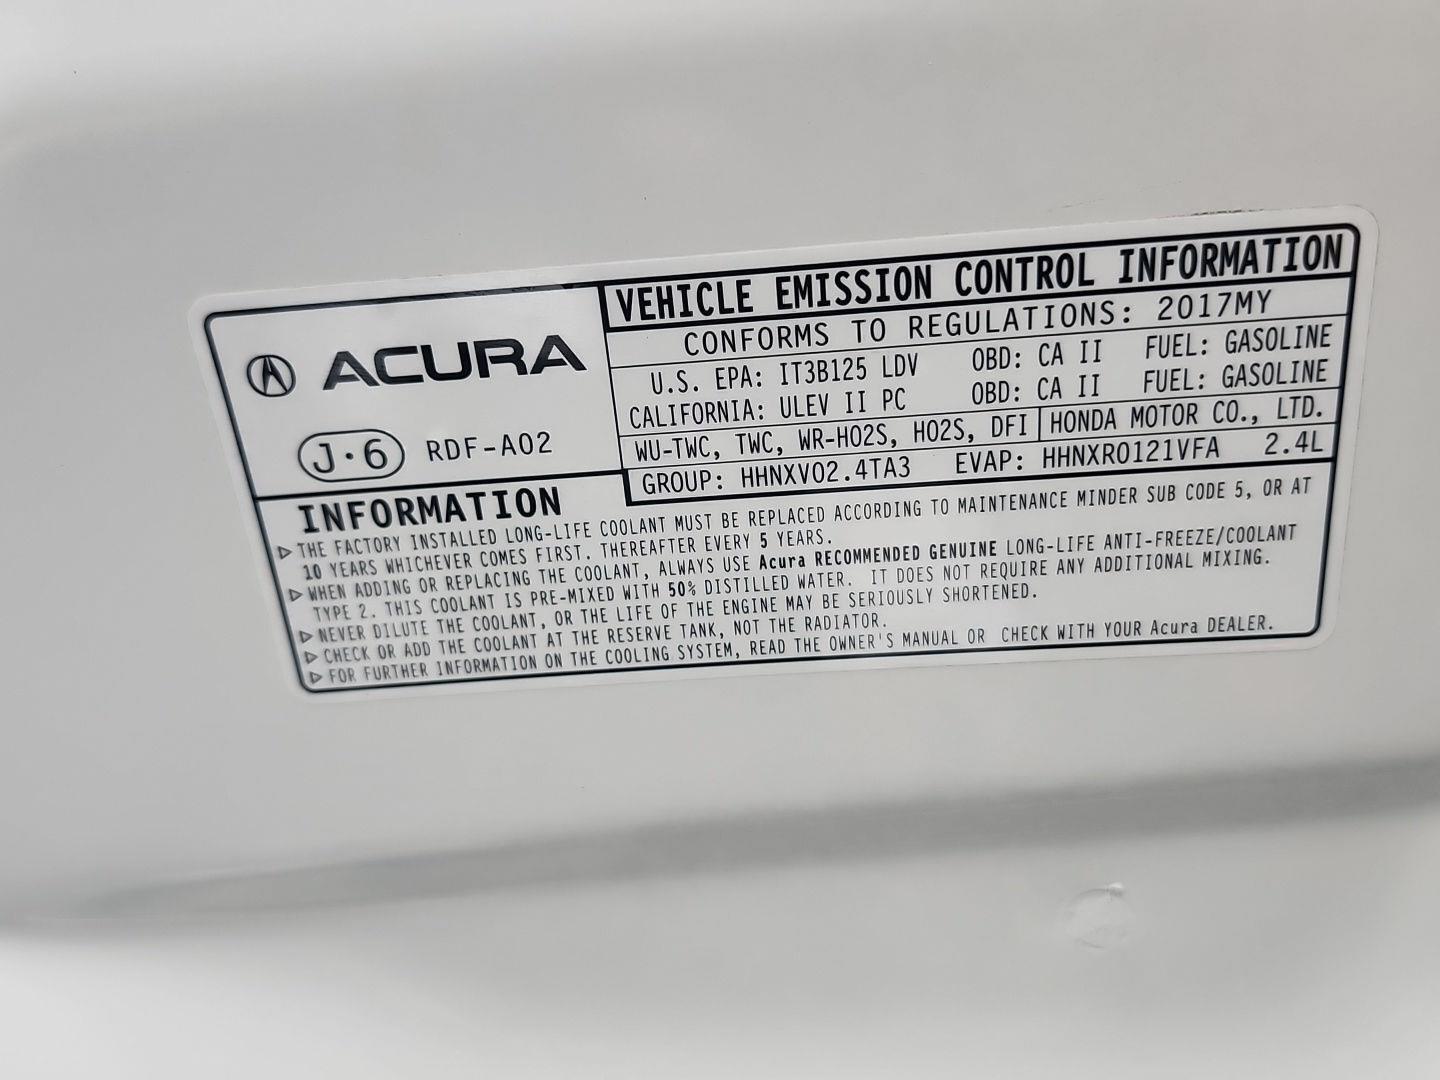 ACURA
J·6 RDF-A02
VEHICLE EMISSION CONTROL INFORMATION
CONFORMS TO REGULATIONS: 2017MY
U.S. EPA: IT3B125 LDV OBD: CA II FUEL: GASOLINE
CALIFORNIA: ULEV II PC OBD: CA II FUEL: GASOLINE
WU-TWC, TWC, WR-HO2S, HO2S, DFI HONDA MOTOR CO., LTD.
GROUP: HHNXV02.4TA3 EVAP: HHNXR0121VFA 2.4L
INFORMATION
▷ THE FACTORY INSTALLED LONG-LIFE COOLANT MUST BE REPLACED ACCORDING TO MAINTENANCE MINDER SUB CODE 5, OR AT
10 YEARS WHICHEVER COMES FIRST. THEREAFTER EVERY 5 YEARS.
▷ WHEN ADDING OR REPLACING THE COOLANT, ALWAYS USE Acura RECOMMENDED GENUINE LONG-LIFE ANTI-FREEZE/COOLANT
TYPE 2. THIS COOLANT IS PRE-MIXED WITH 50% DISTILLED WATER. IT DOES NOT REQUIRE ANY ADDITIONAL MIXING.
▷ NEVER DILUTE THE COOLANT, OR THE LIFE OF THE ENGINE MAY BE SERIOUSLY SHORTENED.
▷ CHECK OR ADD THE COOLANT AT THE RESERVE TANK, NOT THE RADIATOR.
▷ FOR FURTHER INFORMATION ON THE COOLING SYSTEM, READ THE OWNER'S MANUAL OR CHECK WITH YOUR Acura DEALER.